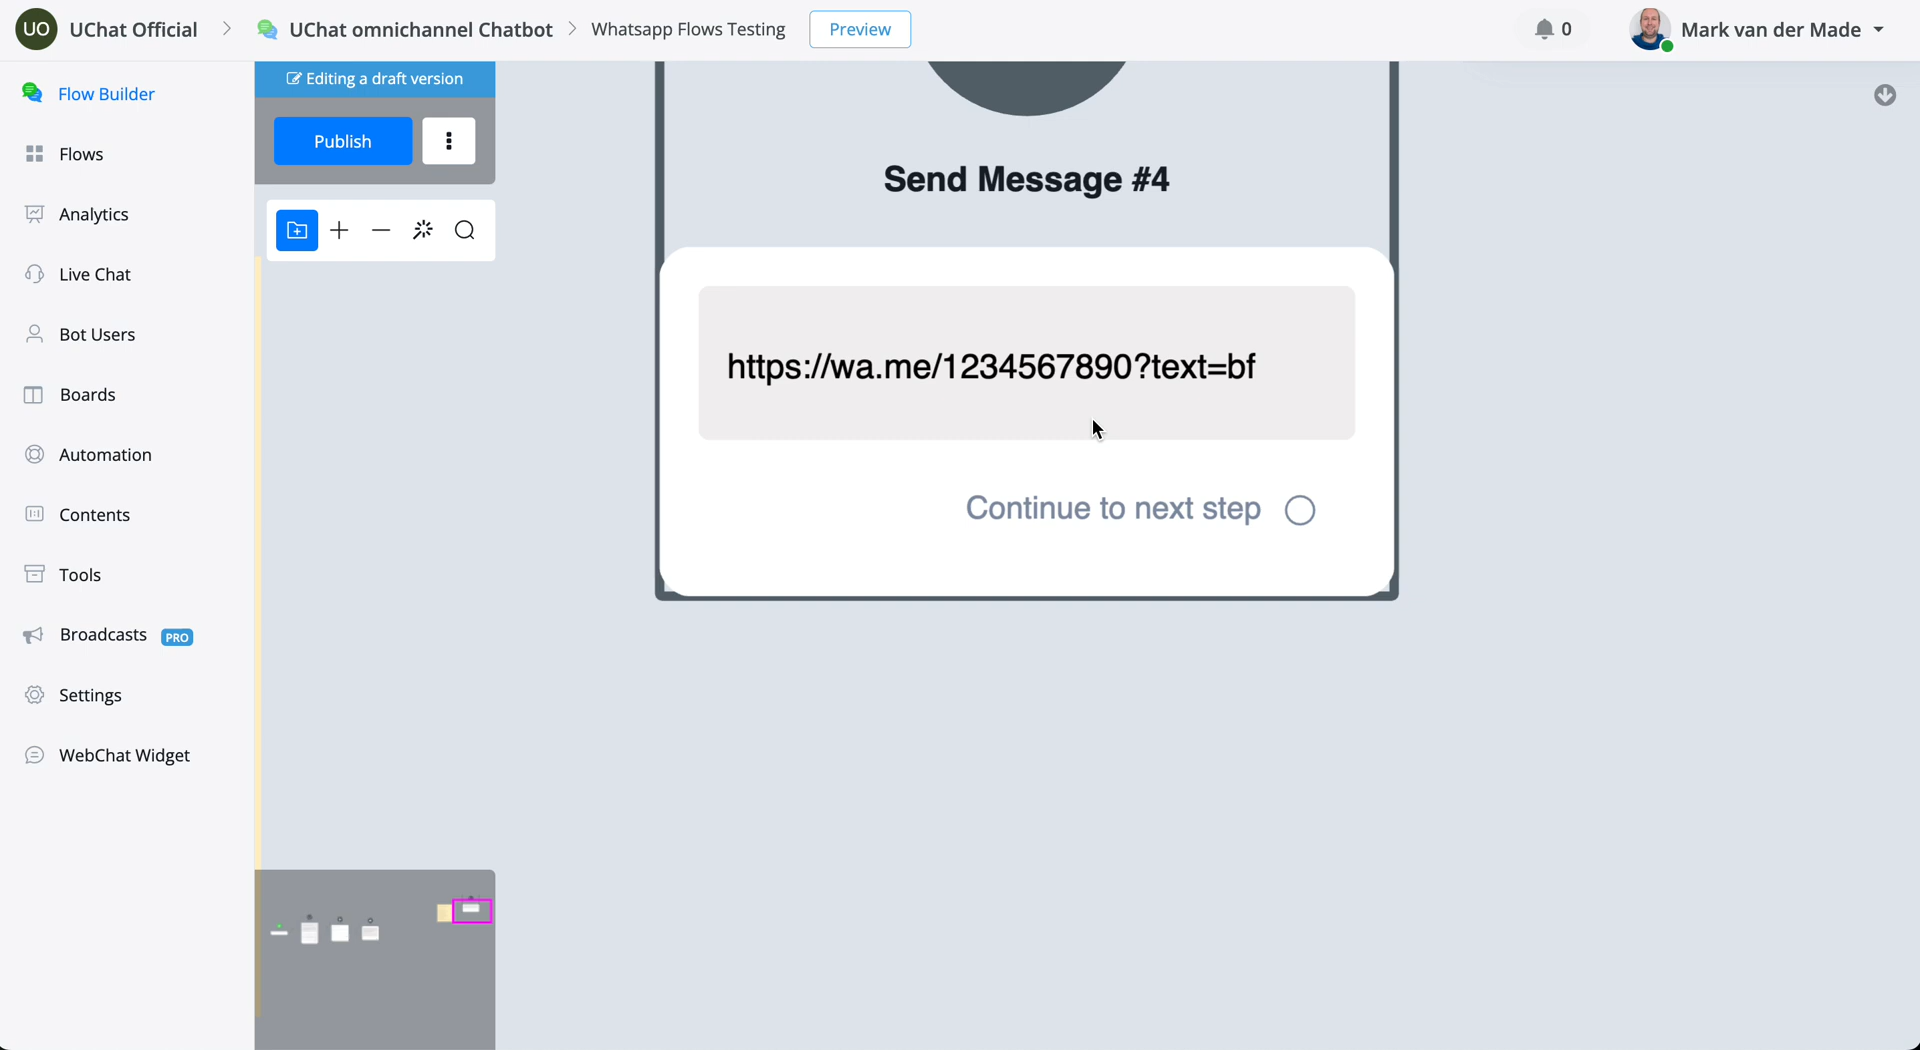 UO UChat Official > UChat omnichannel Chatbot > Whatsapp Flows Testing Preview 0 Mark van der Made
Flow Builder
Flows
Analytics
Live Chat
Bot Users
Boards
Automation
Contents
Tools
Broadcasts PRO
Settings
WebChat Widget
Editing a draft version
Publish
Send Message #4
https://wa.me/1234567890?text=bf
Continue to next step